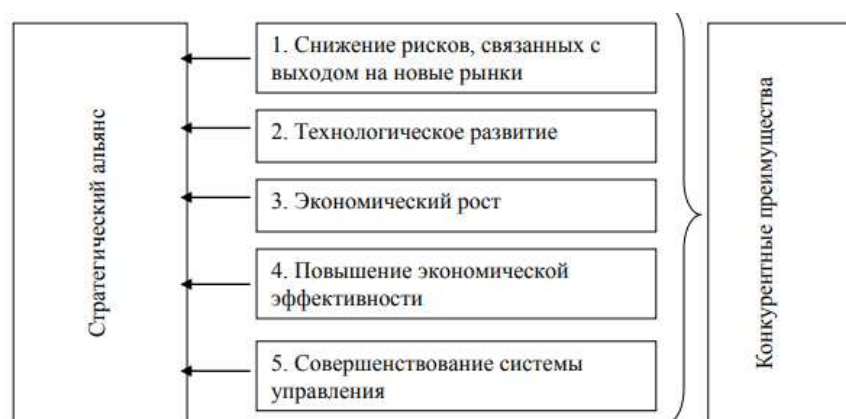 Стратегический альянс
1. Снижение рисков, связанных с
выходом на новые рынки
2. Технологическое развитие
3. Экономический рост
4. Повышение экономической
эффективности
5. Совершенствование системы
управления
Конкурентные преимущества